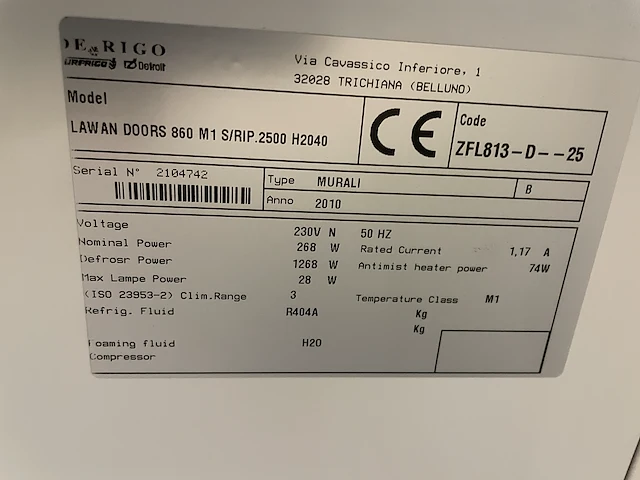 DE RIGO
URFRIGO Detroit
Via Cavassico Inferiore, 1
32028 TRICHIANA (BELLUNO)
Model
LAWAN DOORS 860 M1 S/RIP.2500 H2040
CE
Code
ZFL813-D--25
Serial N° 2104742
Type MURALI
B
Anno 2010
Voltage 230V N 50 HZ
Nominal Power 268 W Rated Current 1,17 A
Defrosr Power 1268 W Antimist heater power 74W
Max Lampe Power 28 W
(ISO 23953-2) Clim.Range 3 Temperature Class M1
Refrig. Fluid R404A Kg
Kg
Foaming fluid H20
Compressor